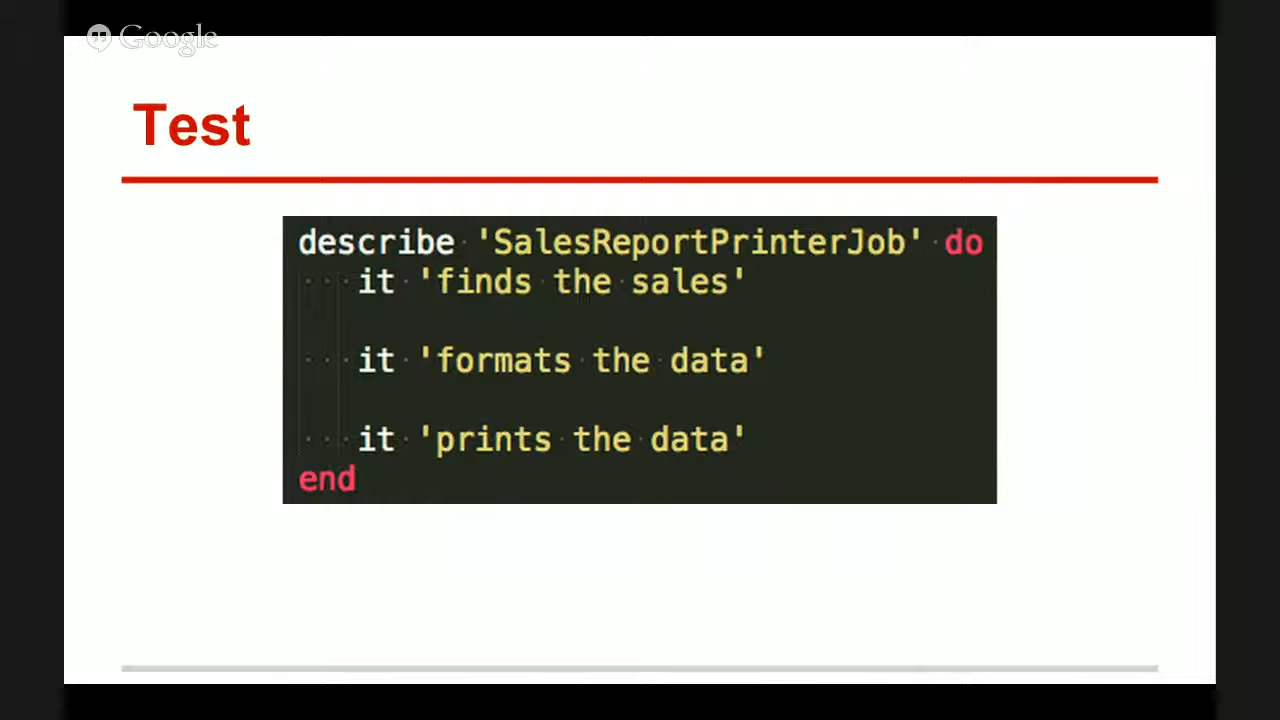 Google
Test
describe 'SalesReportPrinterJob' do
it 'finds the sales'
it 'formats the data'
it 'prints the data'
end